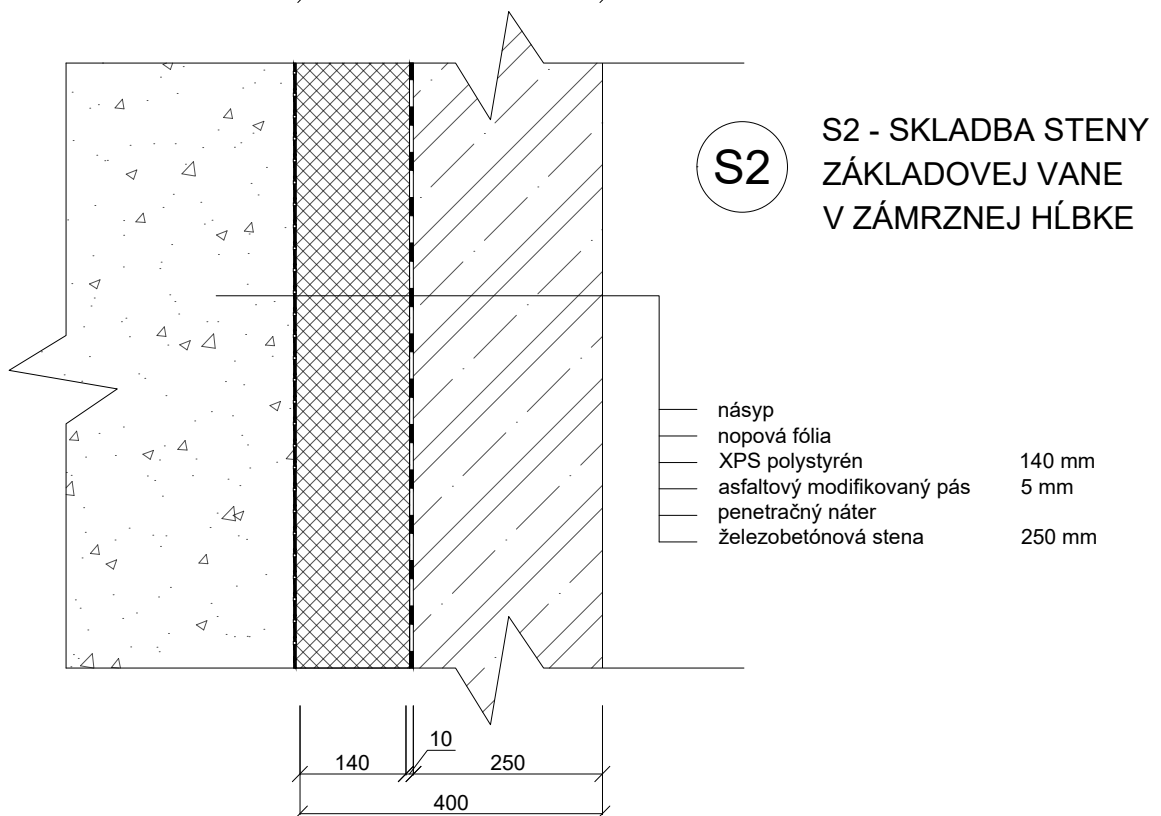 S2
S2 - SKLADBA STENY
ZÁKLADOVEJ VANE
V ZÁMRZNEJ HĹBKE
násyp
nopová fólia
XPS polystyrén 140 mm
asfaltový modifikovaný pás 5 mm
penetračný náter
železobetónová stena 250 mm
10
140 250
400